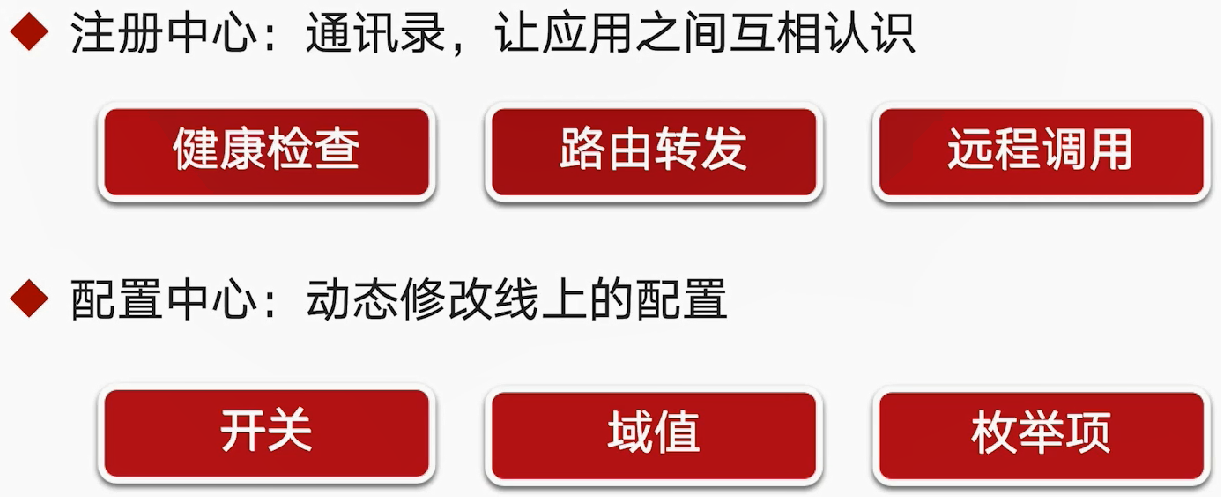 注册中心：通讯录，让应用之间互相认识
健康检查 路由转发 远程调用
配置中心：动态修改线上的配置
开关 域值 枚举项